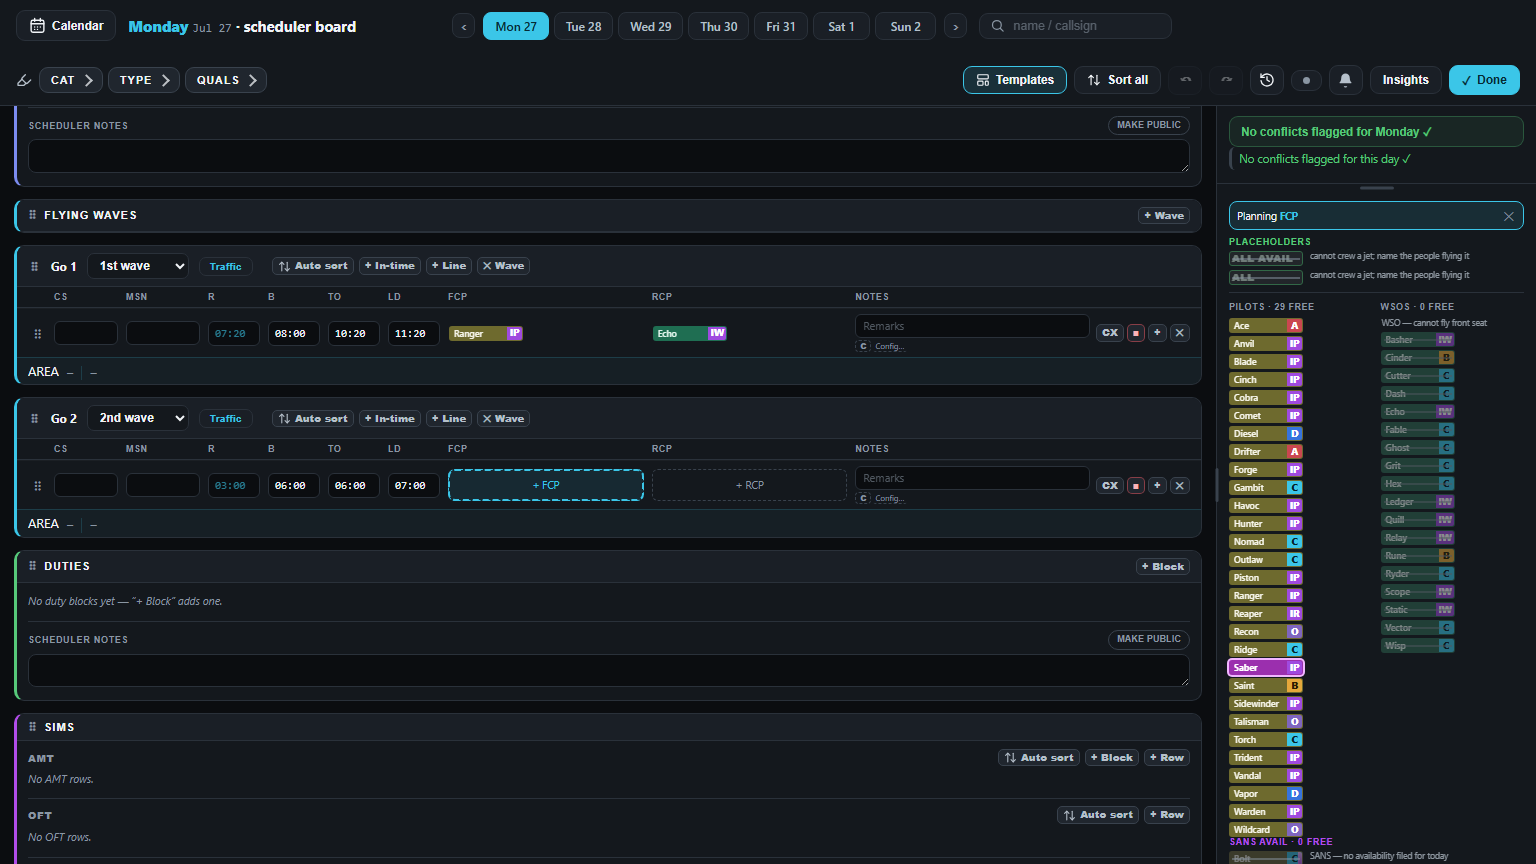 Calendar
Monday Jul 27 · scheduler board
‹ Mon 27 Tue 28 Wed 29 Thu 30 Fri 31 Sat 1 Sun 2 ›
name / callsign
CAT TYPE QUALS
Templates Sort all Insights ✓ Done
SCHEDULER NOTES MAKE PUBLIC
FLYING WAVES + Wave
Go 1 1st wave Traffic Auto sort + In-time + Line X Wave
CS MSN R B TO LD FCP RCP NOTES
07:20 08:00 10:20 11:20 Ranger IP Echo IW Remarks CX + ×
C Config...
AREA – –
Go 2 2nd wave Traffic Auto sort + In-time + Line X Wave
CS MSN R B TO LD FCP RCP NOTES
03:00 06:00 06:00 07:00 + FCP + RCP Remarks CX + ×
C Config...
AREA – –
DUTIES + Block
No duty blocks yet — "+ Block" adds one.
SCHEDULER NOTES MAKE PUBLIC
SIMS
AMT Auto sort + Block + Row
No AMT rows.
OFT Auto sort + Row
No OFT rows.
No conflicts flagged for Monday ✓
No conflicts flagged for this day ✓
Planning FCP ×
PLACEHOLDERS
ALL AVAIL cannot crew a jet; name the people flying it
ALL cannot crew a jet; name the people flying it
PILOTS · 29 FREE
Ace A
Anvil IP
Blade IP
Cinch IP
Cobra IP
Comet IP
Diesel D
Drifter A
Forge IP
Gambit C
Havoc IP
Hunter IP
Nomad C
Outlaw C
Piston IP
Ranger IP
Reaper IR
Recon O
Ridge C
Saber IP
Saint B
Sidewinder IP
Talisman O
Torch C
Trident IP
Vandal IP
Vapor D
Warden IP
Wildcard O
WSOS · 0 FREE
WSO — cannot fly front seat
Basher IW
Cinder B
Cutter C
Dash C
Echo IW
Fable C
Ghost C
Grit C
Hex C
Ledger IW
Quill IW
Relay IW
Rune B
Ryder C
Scope IW
Static IW
Vector C
Wisp C
SANS AVAIL · 0 FREE
Bolt C SANS — no availability filed for today